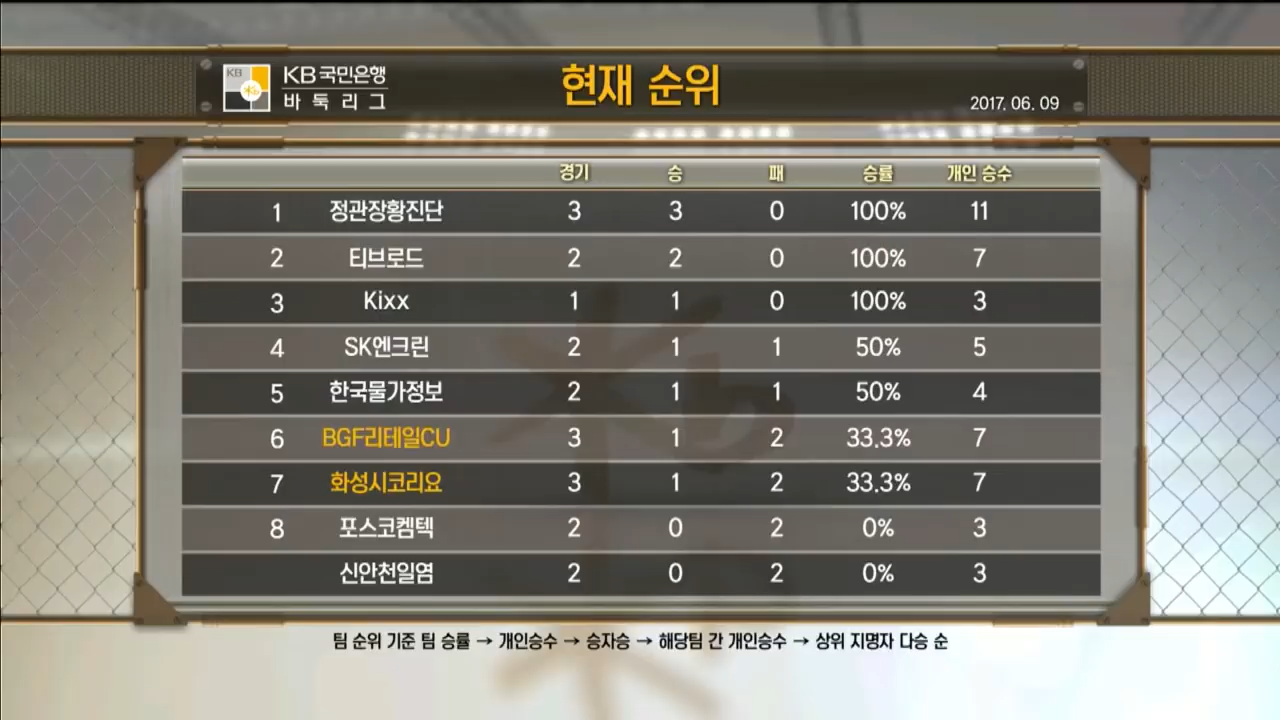 KB
KB국민은행
바둑리그
현재 순위
2017. 06. 09
경기 승 패 승률 개인 승수
1 정관장황진단 3 3 0 100% 11
2 티브로드 2 2 0 100% 7
3 Kixx 1 1 0 100% 3
4 SK엔크린 2 1 1 50% 5
5 한국물가정보 2 1 1 50% 4
6 BGF리테일CU 3 1 2 33.3% 7
7 화성시코리요 3 1 2 33.3% 7
8 포스코켐텍 2 0 2 0% 3
신안천일염 2 0 2 0% 3
팀 순위 기준 팀 승률 → 개인승수 → 승자승 → 해당팀 간 개인승수 → 상위 지명자 다승 순